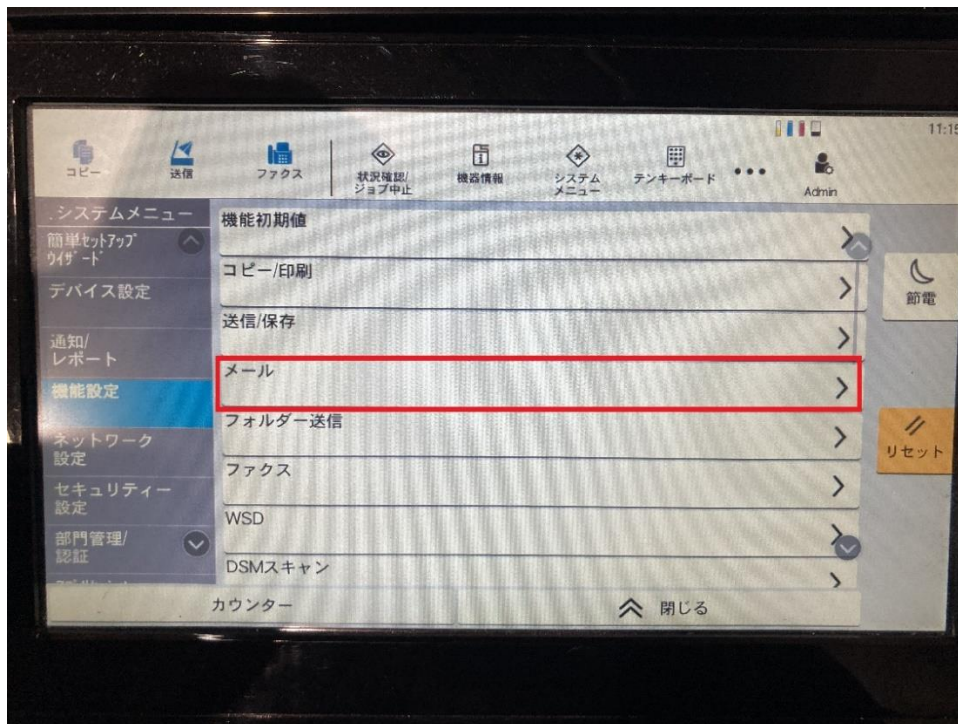 11:15
コピー
送信
ファクス
状況確認/
ジョブ中止
機器情報
システム
メニュー
テンキーボード
•••
Admin
システムメニュー
簡単セットアップ
ウィザード
デバイス設定
通知/
レポート
機能設定
ネットワーク
設定
セキュリティー
設定
部門管理/
認証
機能初期値
コピー/印刷
送信/保存
メール
フォルダー送信
ファクス
WSD
DSMスキャン
節電
リセット
カウンター
閉じる